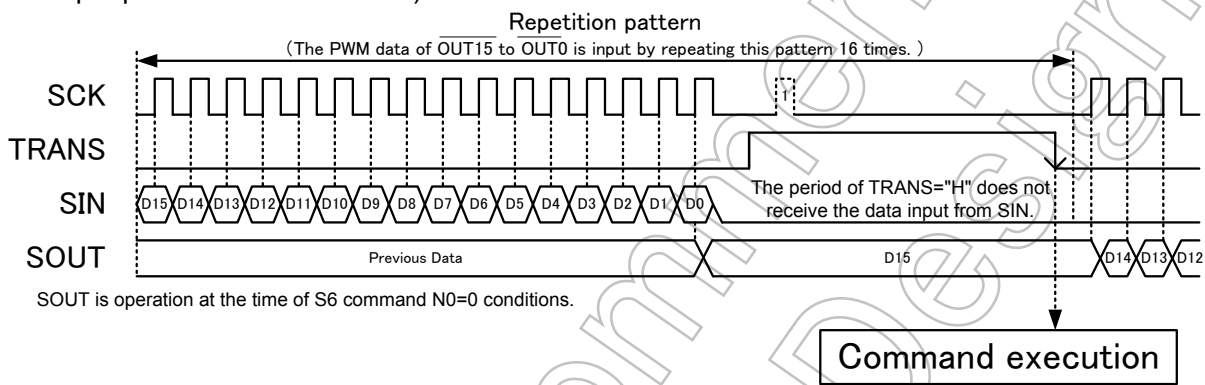 Repetition pattern
(The PWM data of OUT15 to OUT0 is input by repeating this pattern 16 times. )
SCK
1
TRANS
SIN
D15 D14 D13 D12 D11 D10 D9 D8 D7 D6 D5 D4 D3 D2 D1 D0
The period of TRANS="H" does not
receive the data input from SIN.
SOUT
Previous Data
D15
D14 D13 D12
SOUT is operation at the time of S6 command N0=0 conditions.
Command execution